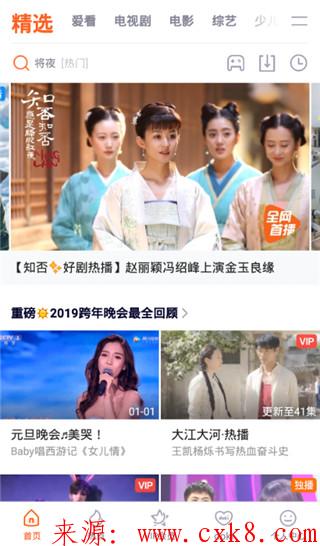 精选 爱看 电视剧 电影 综艺 少儿
将夜 [热门]
知否知否
应是绿肥红瘦
全网首播
【知否✨好剧热播】赵丽颖冯绍峰上演金玉良缘
重磅🌟2019跨年晚会最全回顾 >
01-01
VIP
更新至41集
元旦晚会♬美哭！
大江大河·热播
Baby唱西游记《女儿情》
王凯杨烁书写热血奋斗史
VIP
独播
首页
来源: www.cxk8.com